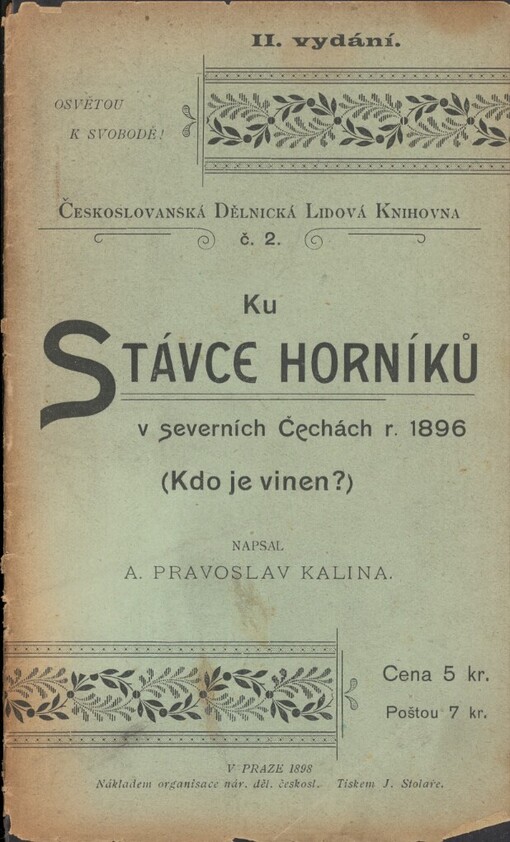 II. vydání.
OSVĚTOU
K SVOBODĚ!
ČESKOSLOVANSKÁ DĚLNICKÁ LIDOVÁ KNIHOVNA
č. 2.
Ku
STÁVCE HORNÍKŮ
v severních Čechách r. 1896
(Kdo je vinen?)
NAPSAL
A. PRAVOSLAV KALINA.
Cena 5 kr.
Poštou 7 kr.
V PRAZE 1898
Nákladem organisace nár. děl. českosl. Tiskem J. Stolaře.